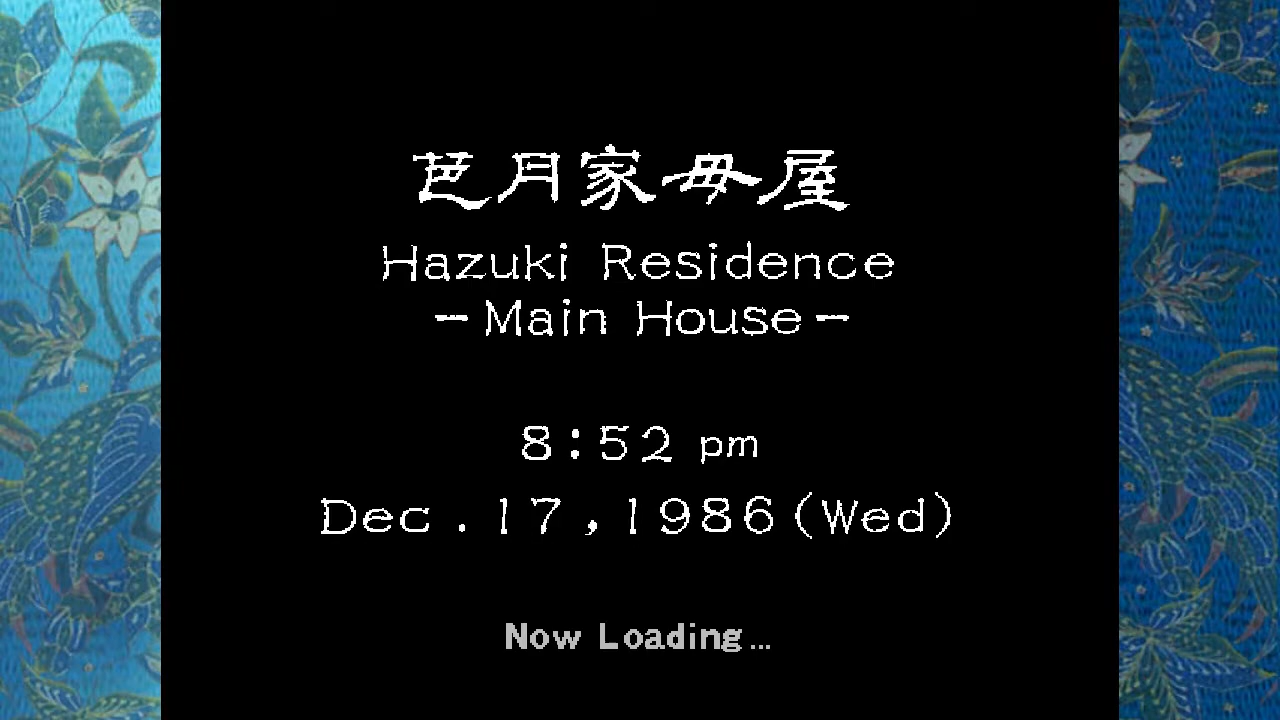 芭月家母屋
Hazuki Residence
-Main House-
8:52 pm
Dec.17,1986(Wed)
Now Loading...